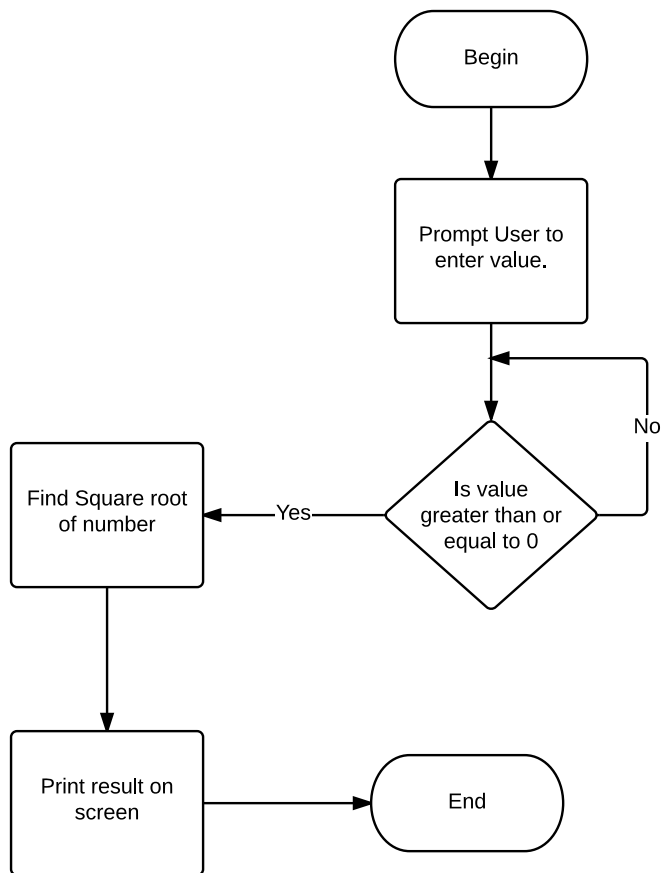 Begin
Prompt User to
enter value.
No
Is value
greater than or
equal to 0
Yes
Find Square root
of number
Print result on
screen
End